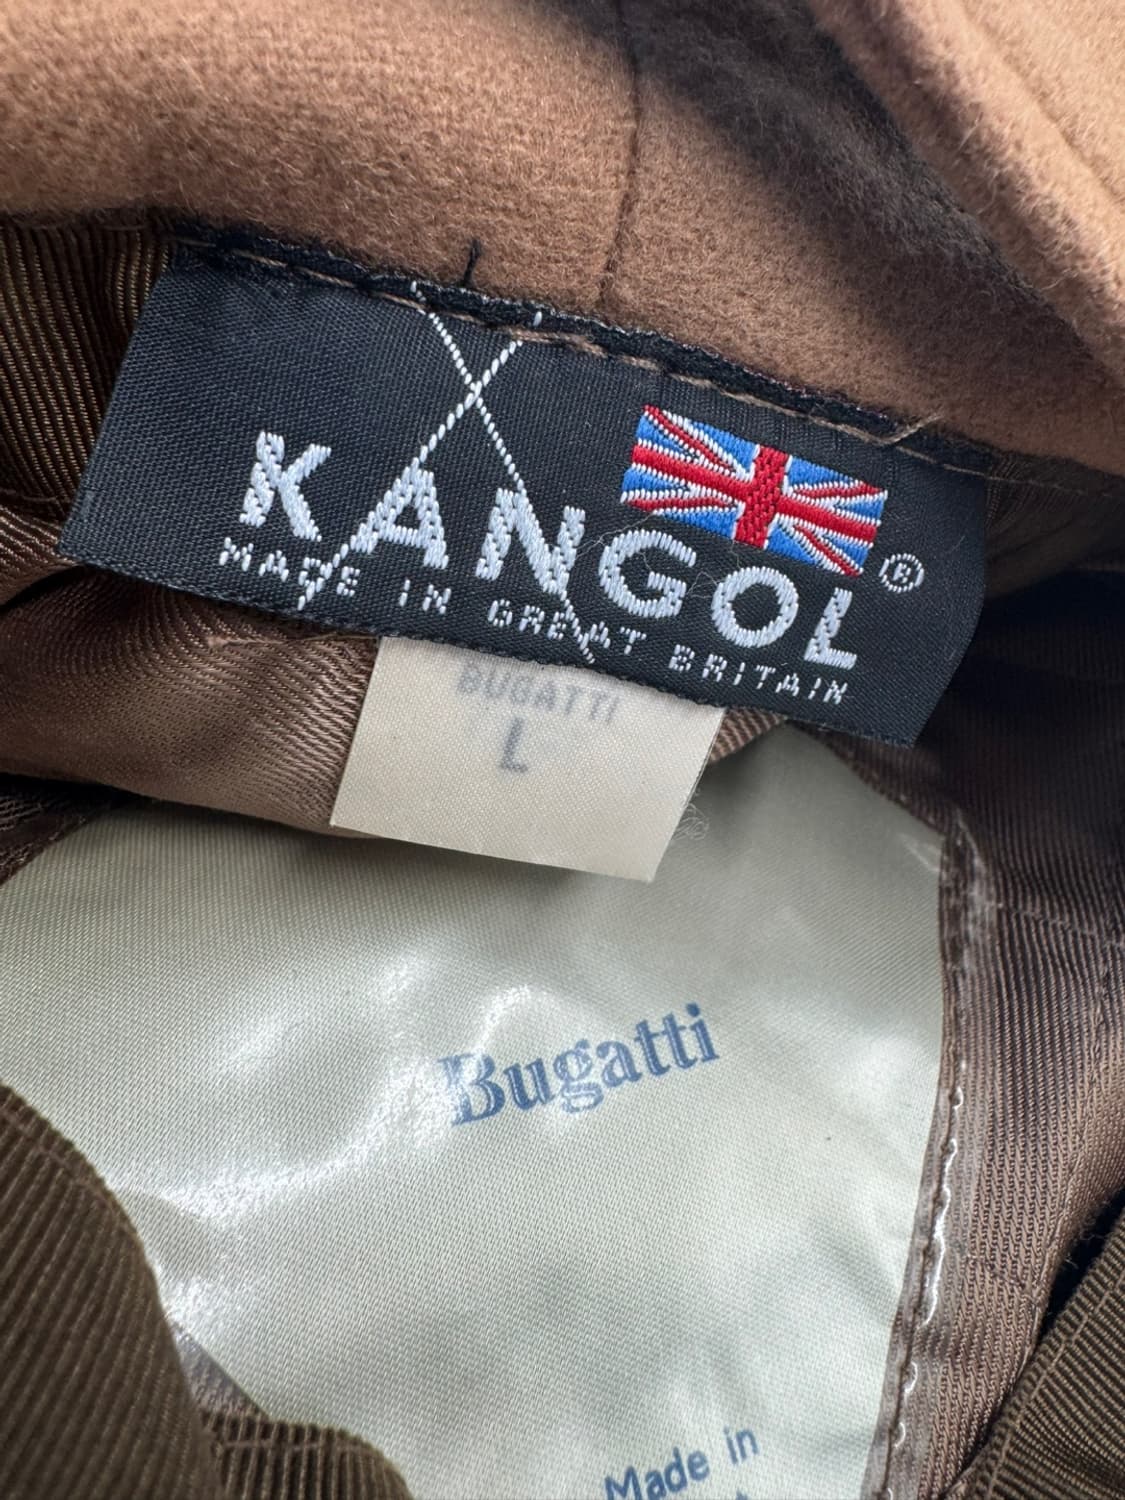 KANGOL®
MADE IN GREAT BRITAIN
BUGATTI
L
Bugatti
Made in